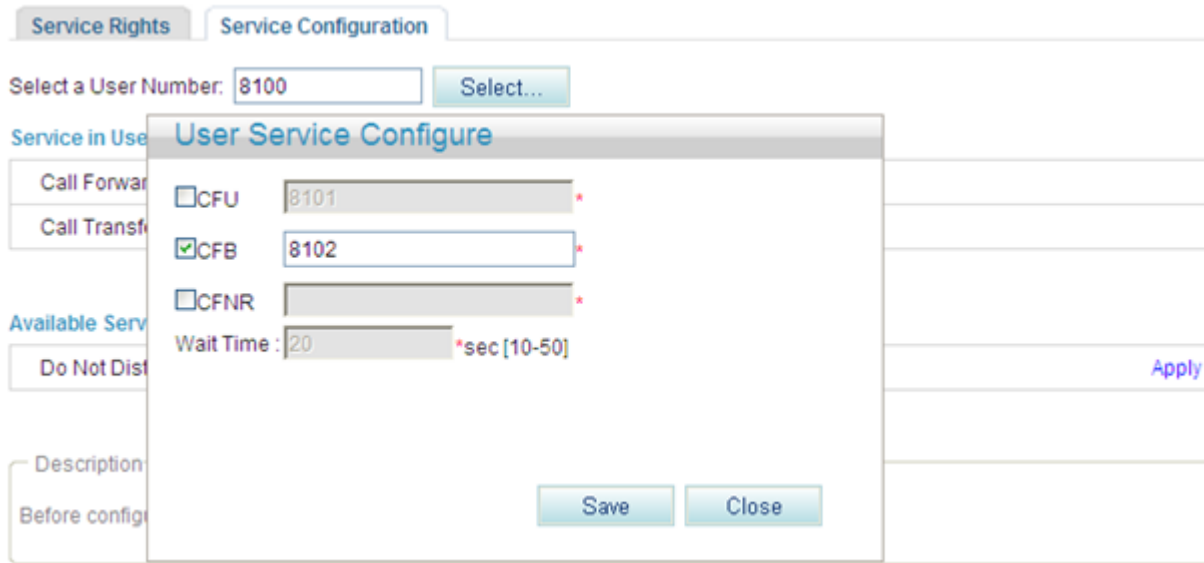 Service Rights Service Configuration
Select a User Number: 8100 Select...
Service in Use
User Service Configure
Call Forwar
CFU 8101 *
Call Transfe
CFB 8102 *
CFNR *
Available Serv
Wait Time : 20 *sec [10-50]
Do Not Dist
Apply
Description
Save Close
Before config